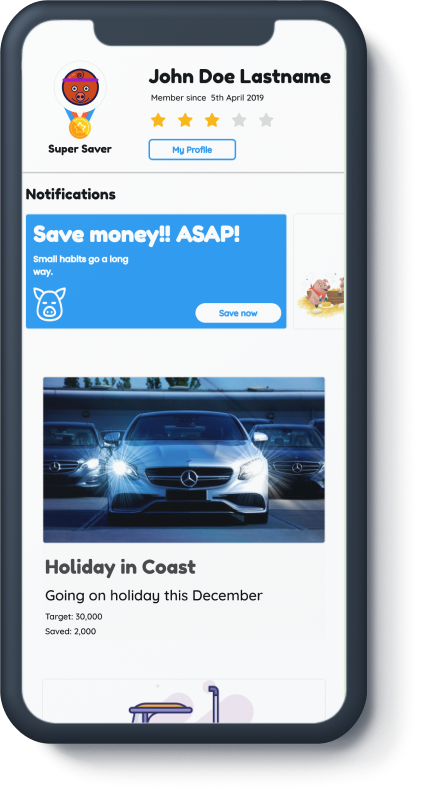 John Doe Lastname
Member since 5th April 2019
Super Saver
My Profile
Notifications
Save money!! ASAP!
Small habits go a long
way.
Save now
Holiday in Coast
Going on holiday this December
Target: 30,000
Saved: 2,000